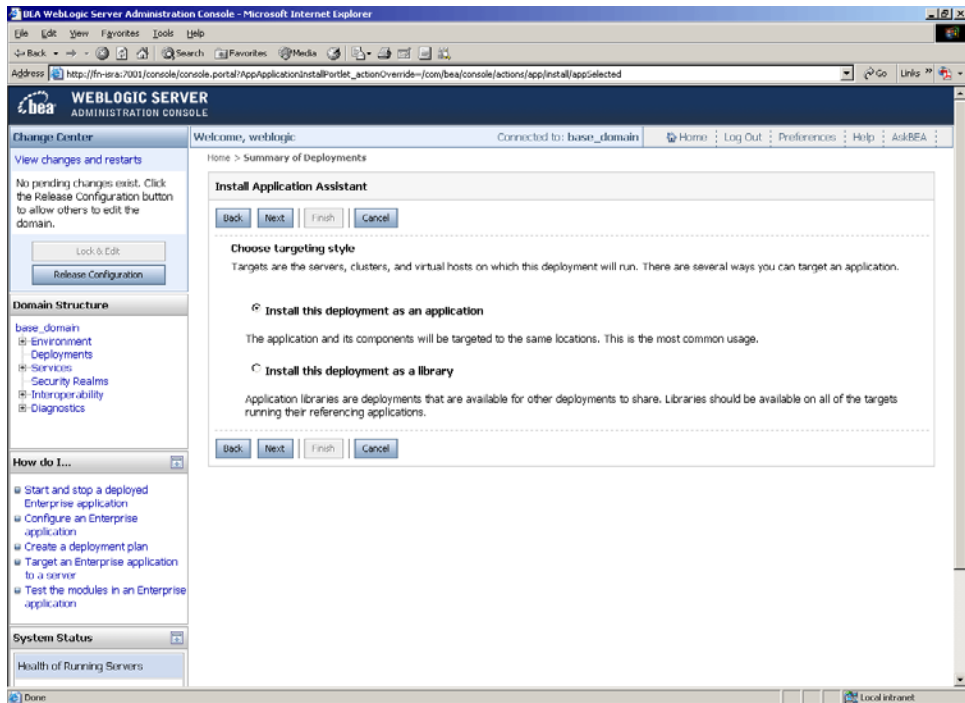 BEA WebLogic Server Administration Console - Microsoft Internet Explorer
File Edit View Favorites Tools Help
Back Search Favorites Media
Address http://fn-isra:7001/console/console.portal?AppApplicationInstallPortlet_actionOverride=/com/bea/console/actions/app/install/appSelected Go Links
bea WEBLOGIC SERVER
ADMINISTRATION CONSOLE
Change Center
View changes and restarts
No pending changes exist. Click
the Release Configuration button
to allow others to edit the
domain.
Lock & Edit
Release Configuration
Domain Structure
base_domain
Environment
Deployments
Services
Security Realms
Interoperability
Diagnostics
How do I...
Start and stop a deployed
Enterprise application
Configure an Enterprise
application
Create a deployment plan
Target an Enterprise application
to a server
Test the modules in an Enterprise
application
System Status
Health of Running Servers
Welcome, weblogic Connected to: base_domain Home Log Out Preferences Help AskBEA
Home > Summary of Deployments
Install Application Assistant
Back Next Finish Cancel
Choose targeting style
Targets are the servers, clusters, and virtual hosts on which this deployment will run. There are several ways you can target an application.
Install this deployment as an application
The application and its components will be targeted to the same locations. This is the most common usage.
Install this deployment as a library
Application libraries are deployments that are available for other deployments to share. Libraries should be available on all of the targets
running their referencing applications.
Back Next Finish Cancel
Done Local intranet